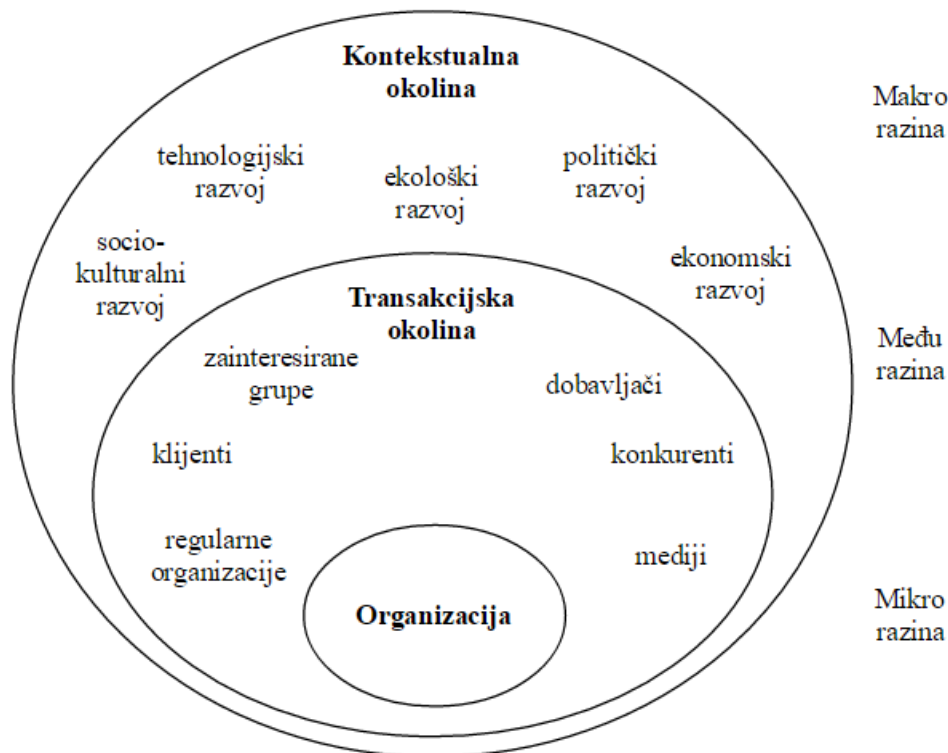 Kontekstualna
okolina
Makro
razina
tehnologijski
razvoj
ekološki
razvoj
politički
razvoj
socio-
kulturalni
razvoj
ekonomski
razvoj
Transakcijska
okolina
Među
razina
zainteresirane
grupe
dobavljači
klijenti
konkurenti
regularne
organizacije
mediji
Organizacija
Mikro
razina